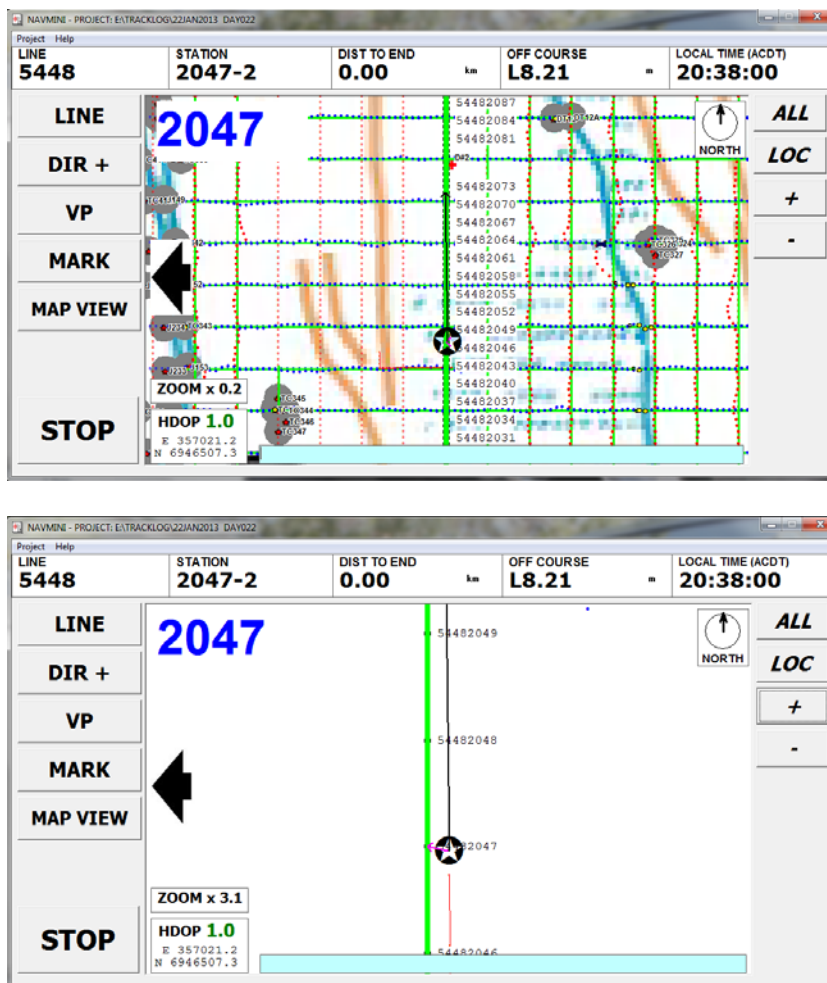 NAVMINI - PROJECT: E:\TRACKLOG\22JAN2013 DAY022
Project Help
LINE STATION DIST TO END OFF COURSE LOCAL TIME (ACDT)
5448 2047-2 0.00 km L8.21 m 20:38:00
LINE
DIR +
VP
MARK
MAP VIEW
STOP
2047
54482087
54482084
54482081
54482073
54482070
54482067
54482064
54482061
54482058
54482055
54482052
54482049
54482046
54482043
54482040
54482037
54482034
54482031
TC345
TC346
TC347
ZOOM x 0.2
HDOP 1.0
E 357021.2
N 6946507.3
NORTH
ALL
LOC
+
-
NAVMINI - PROJECT: E:\TRACKLOG\22JAN2013 DAY022
Project Help
LINE STATION DIST TO END OFF COURSE LOCAL TIME (ACDT)
5448 2047-2 0.00 km L8.21 m 20:38:00
LINE
DIR +
VP
MARK
MAP VIEW
STOP
2047
54482049
54482048
82047
54482046
ZOOM x 3.1
HDOP 1.0
E 357021.2
N 6946507.3
NORTH
ALL
LOC
+
-